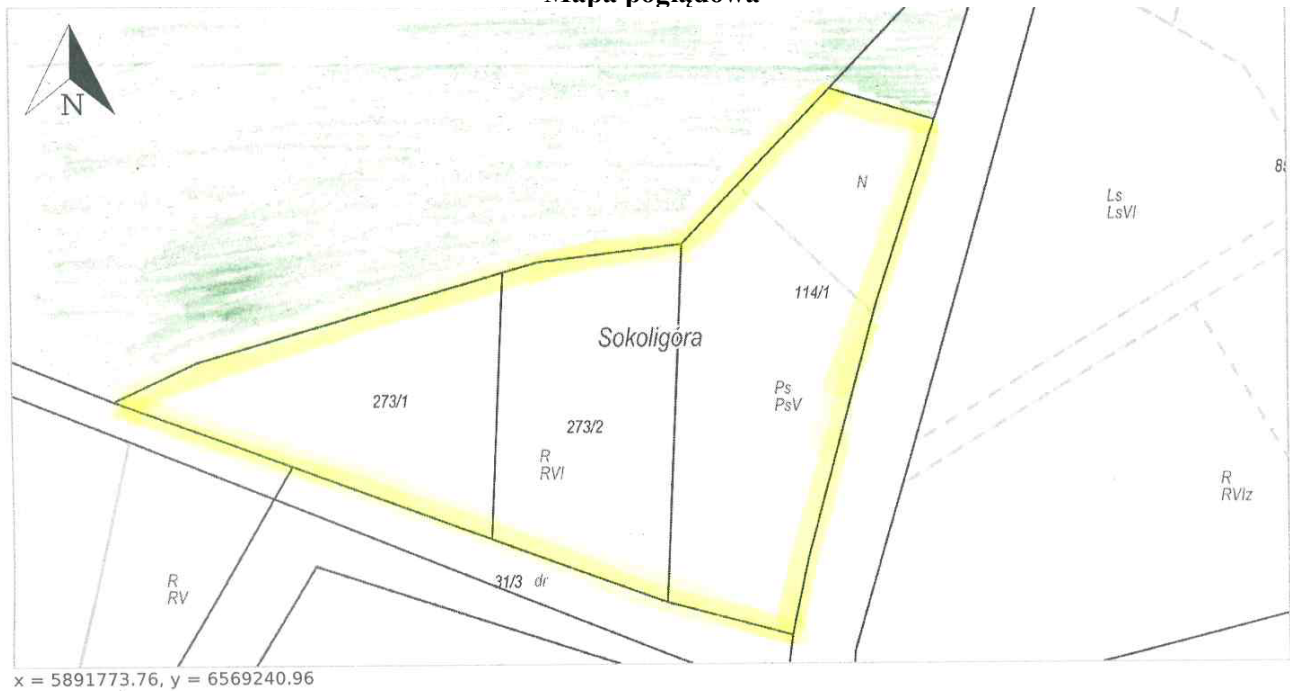 Mapa poglądowa
N
N
85
Ls
LsVI
114/1
Sokoligóra
Ps
PsV
273/1
273/2
R
RVI
R
RVIz
31/3 dr
R
RV
x = 5891773.76, y = 6569240.96